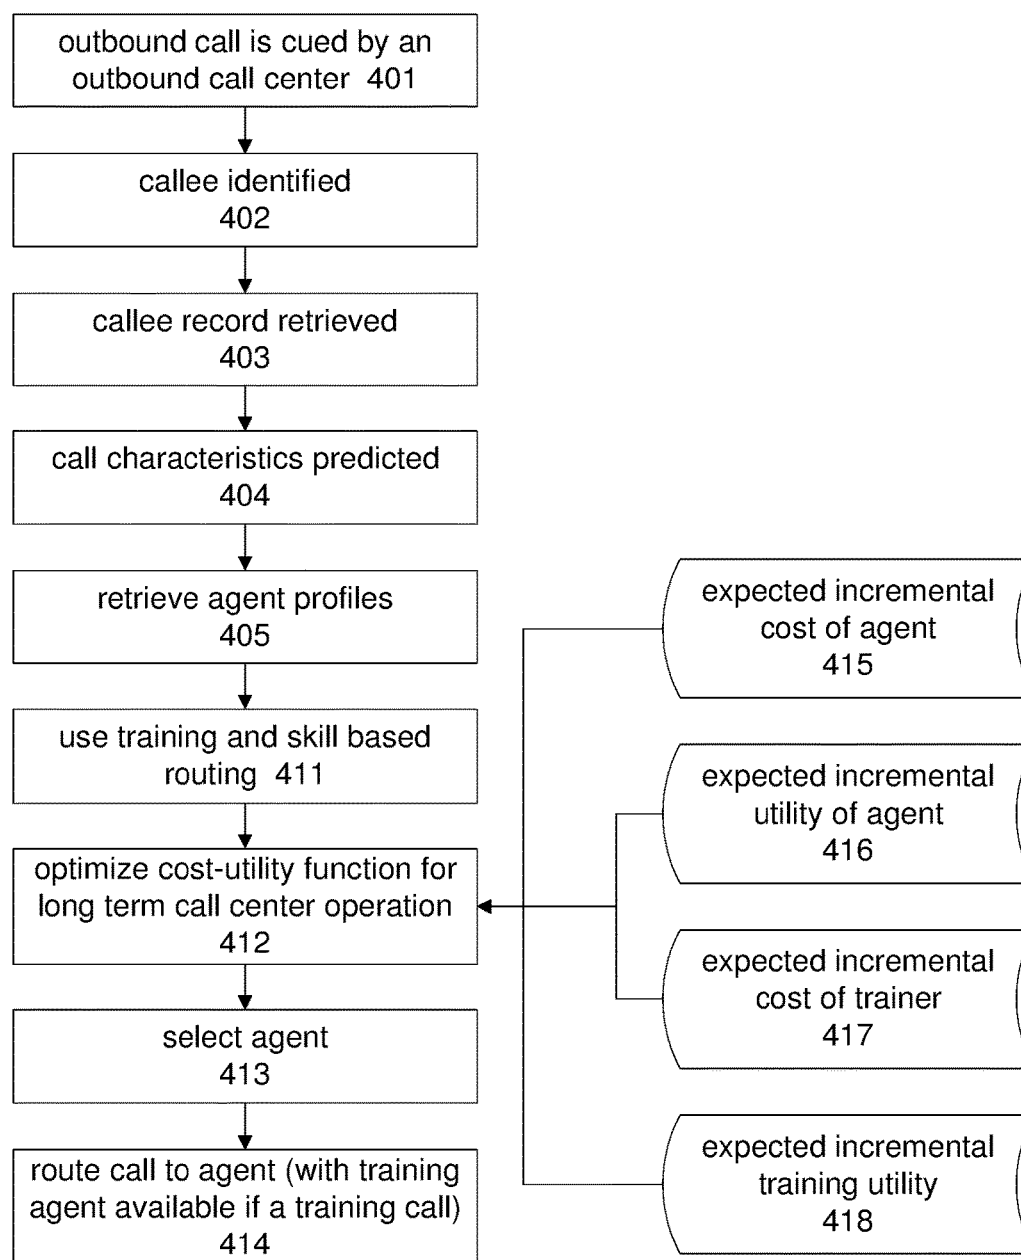 outbound call is cued by an
outbound call center 401
callee identified
402
callee record retrieved
403
call characteristics predicted
404
retrieve agent profiles
405
use training and skill based
routing 411
optimize cost-utility function for
long term call center operation
412
select agent
413
route call to agent (with training
agent available if a training call)
414
expected incremental
cost of agent
415
expected incremental
utility of agent
416
expected incremental
cost of trainer
417
expected incremental
training utility
418